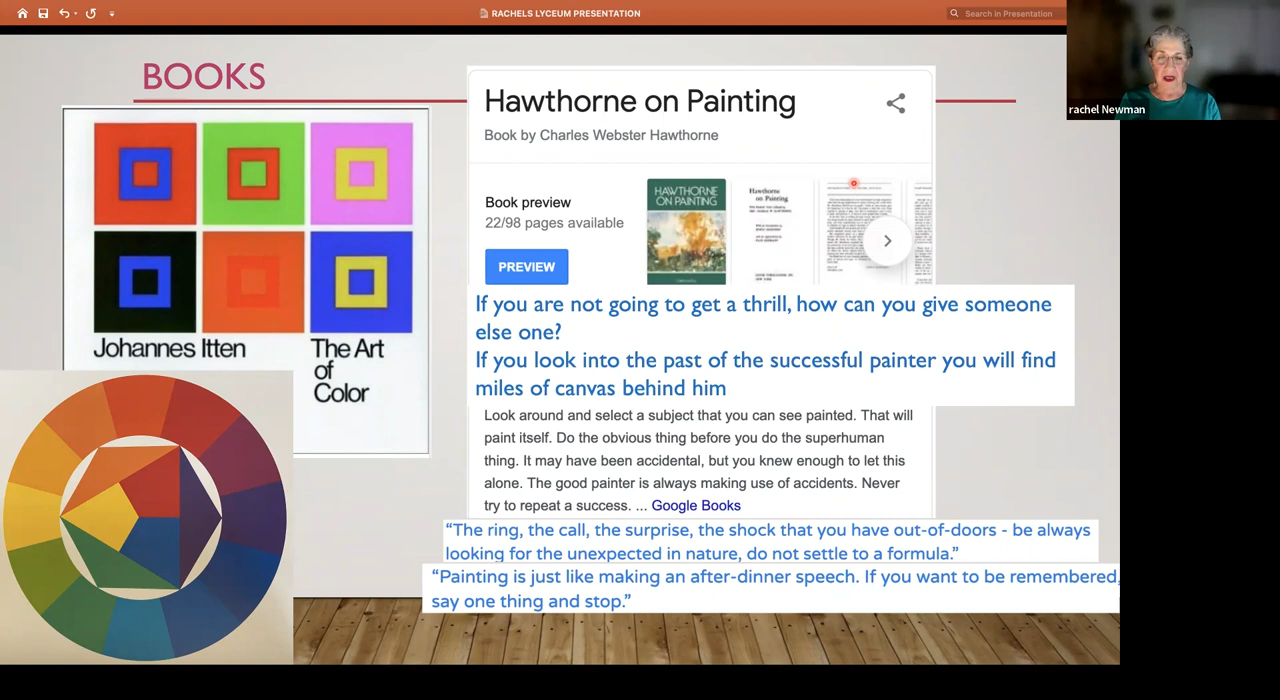 RACHELS LYCEUM PRESENTATION
Search in Presentation
rachel Newman
BOOKS
Johannes Itten
The Art
of
Color
Hawthorne on Painting
Book by Charles Webster Hawthorne
Book preview
22/98 pages available
PREVIEW
HAWTHORNE
ON PAINTING
Hawthorne
on Painting
If you are not going to get a thrill, how can you give someone
else one?
If you look into the past of the successful painter you will find
miles of canvas behind him
Look around and select a subject that you can see painted. That will
paint itself. Do the obvious thing before you do the superhuman
thing. It may have been accidental, but you knew enough to let this
alone. The good painter is always making use of accidents. Never
try to repeat a success. ... Google Books
“The ring, the call, the surprise, the shock that you have out-of-doors - be always
looking for the unexpected in nature, do not settle to a formula.”
“Painting is just like making an after-dinner speech. If you want to be remembered,
say one thing and stop.”